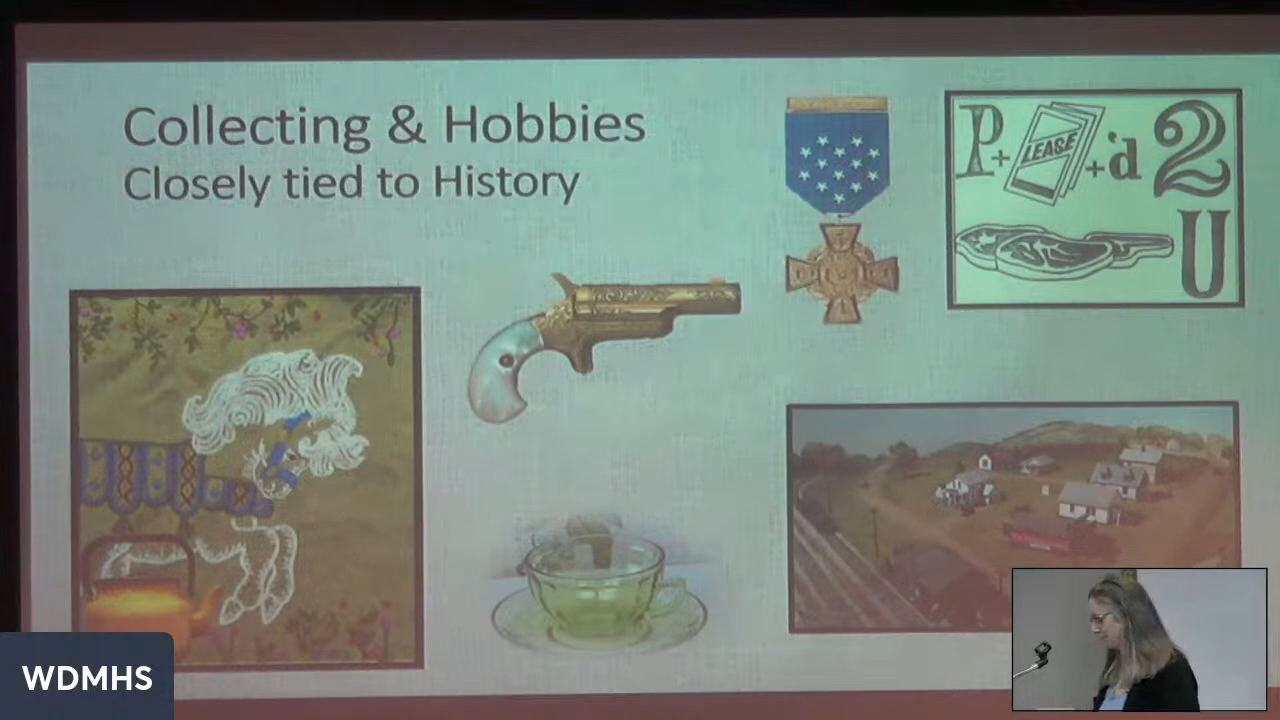 Collecting & Hobbies
Closely tied to History
P+ LEASE +'d 2
U
WDMHS